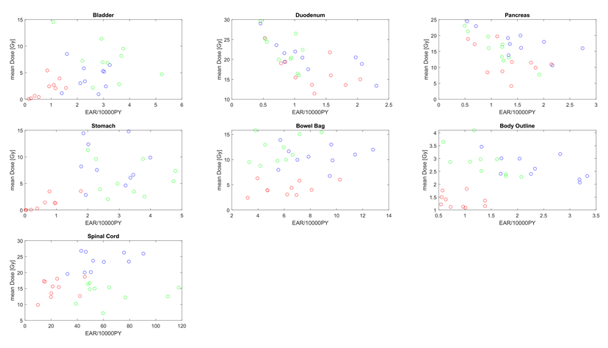 Bladder
mean Dose [Gy]
15
10
5
0
0 1 2 3 4 5 6
EAR/10000PY
Duodenum
mean Dose [Gy]
30
25
20
15
10
0 0.5 1 1.5 2 2.5
EAR/10000PY
Pancreas
mean Dose [Gy]
25
20
15
10
5
0
0 0.5 1 1.5 2 2.5 3
EAR/10000PY
Stomach
mean Dose [Gy]
15
10
5
0
0 1 2 3 4 5
EAR/10000PY
Bowel Bag
mean Dose [Gy]
15
10
5
0
2 4 6 8 10 12 14
EAR/10000PY
Body Outline
mean Dose [Gy]
4
3.5
3
2.5
2
1.5
1
0.5 1 1.5 2 2.5 3 3.5
EAR/10000PY
Spinal Cord
mean Dose [Gy]
30
25
20
15
10
5
0 20 40 60 80 100 120
EAR/10000PY